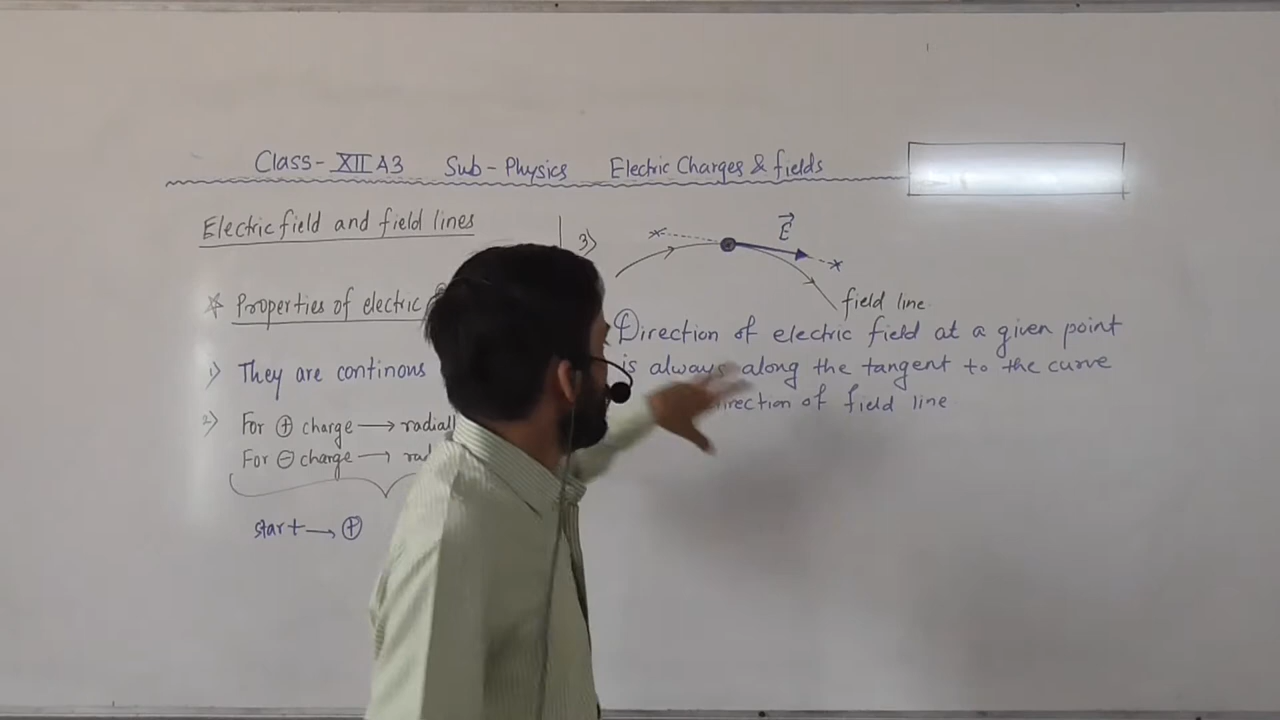 Class- XII A3 Sub - Physics Electric Charges & fields
Electric field and field lines
Properties of electric
1) They are continous
2) For ⊕ charge → radiall
For ⊖ charge → rad
start → ⊕
3)
E⃗
field line
Direction of electric field at a given point
is always along the tangent to the curve
direction of field line